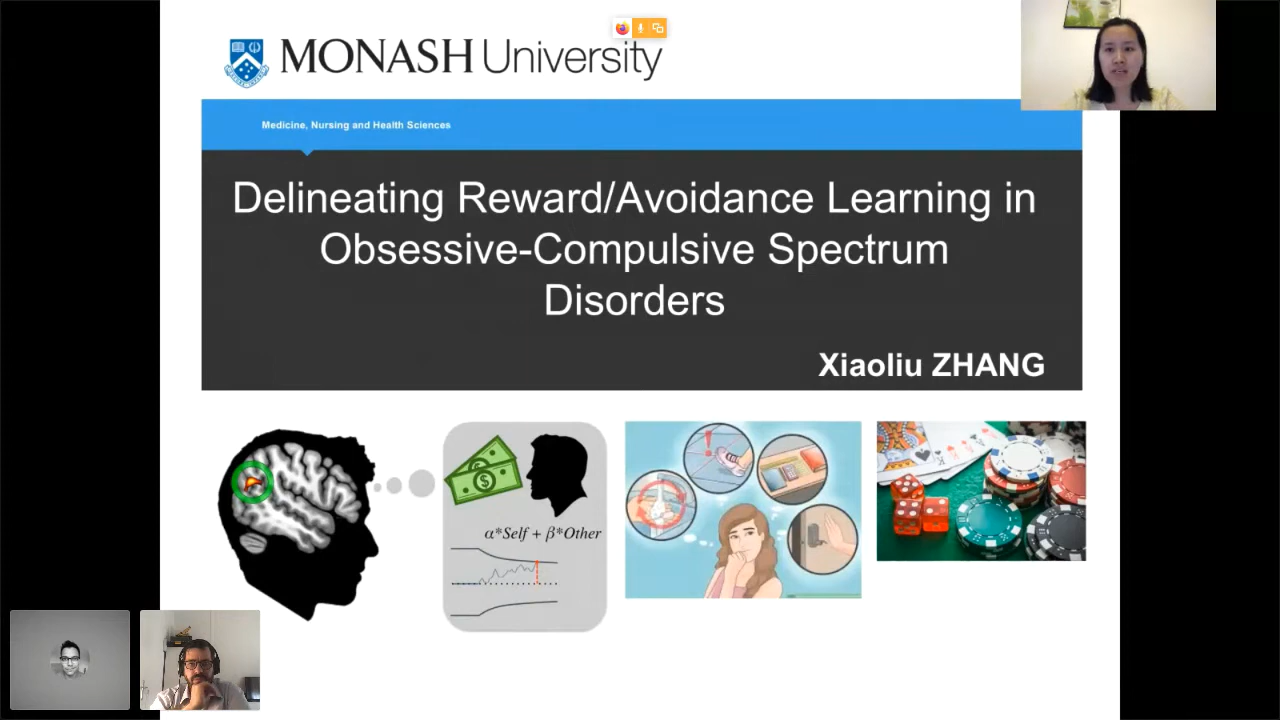 MONASH University
Medicine, Nursing and Health Sciences
Delineating Reward/Avoidance Learning in
Obsessive-Compulsive Spectrum
Disorders
Xiaoliu ZHANG
α*Self + β*Other